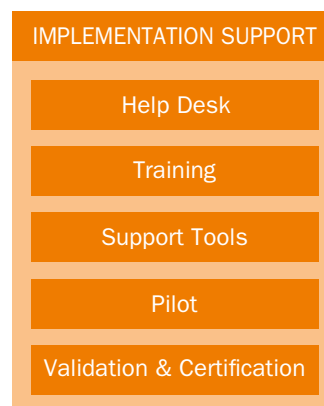 IMPLEMENTATION SUPPORT
Help Desk
Training
Support Tools
Pilot
Validation & Certification